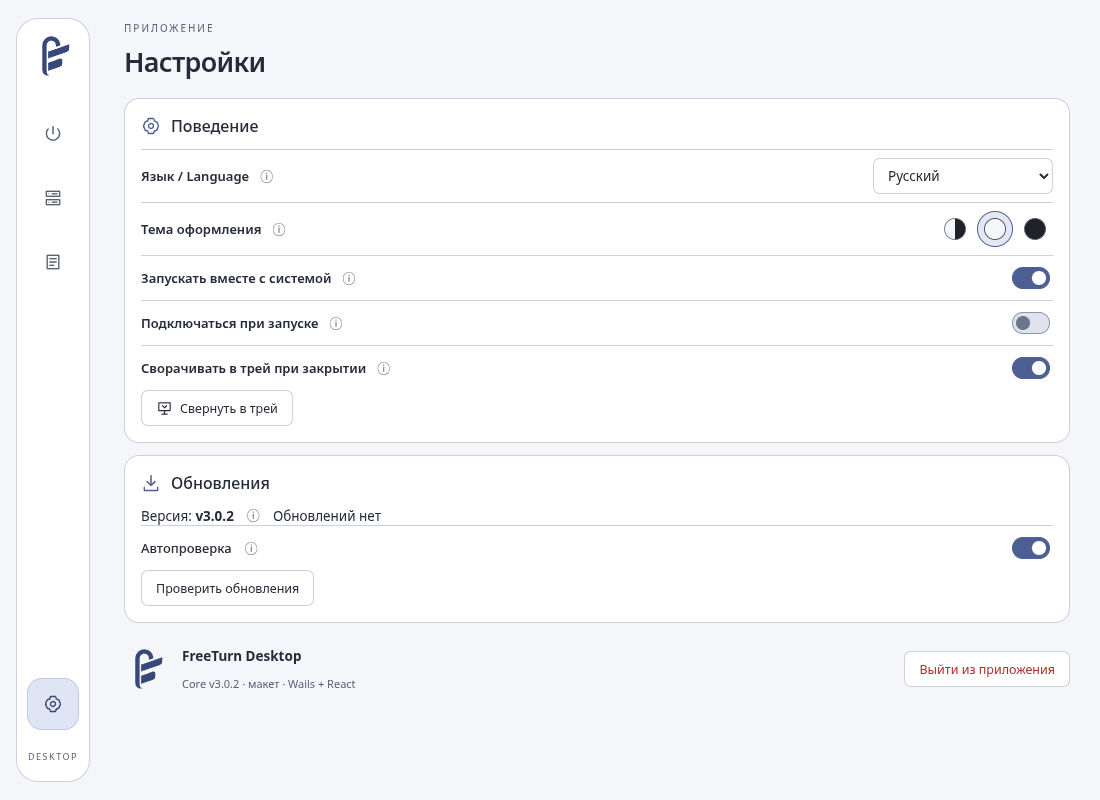 ПРИЛОЖЕНИЕ
Настройки
Поведение
Язык / Language
Русский
Тема оформления
Запускать вместе с системой
Подключаться при запуске
Сворачивать в трей при закрытии
Свернуть в трей
Обновления
Версия: v3.0.2 Обновлений нет
Автопроверка
Проверить обновления
FreeTurn Desktop
Core v3.0.2 · макет · Wails + React
Выйти из приложения
DESKTOP